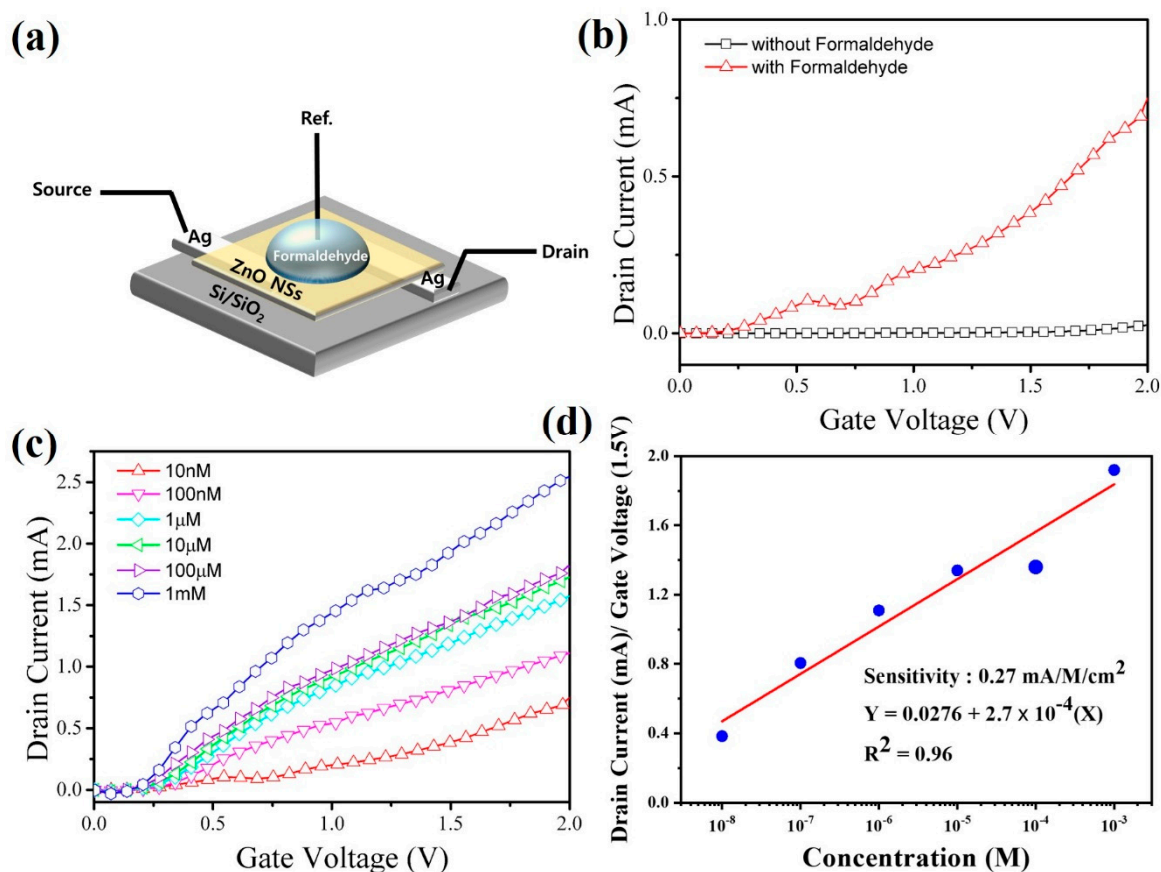 (a)
Ref.
Source
Ag
Formaldehyde
Drain
ZnO NSs
Ag
Si/SiO2
(b)
without Formaldehyde
with Formaldehyde
1.0
0.5
0.0
Drain Current (mA)
0.0 0.5 1.0 1.5 2.0
Gate Voltage (V)
(c)
10nM
100nM
1μM
10μM
100μM
1mM
2.5
2.0
1.5
1.0
0.5
0.0
Drain Current (mA)
0.0 0.5 1.0 1.5 2.0
Gate Voltage (V)
(d)
Drain Current (mA)/ Gate Voltage (1.5V)
2.0
1.6
1.2
0.8
0.4
0.0
Sensitivity : 0.27 mA/M/cm²
Y = 0.0276 + 2.7 x 10⁻⁴(X)
R² = 0.96
10⁻⁸ 10⁻⁷ 10⁻⁶ 10⁻⁵ 10⁻⁴ 10⁻³
Concentration (M)